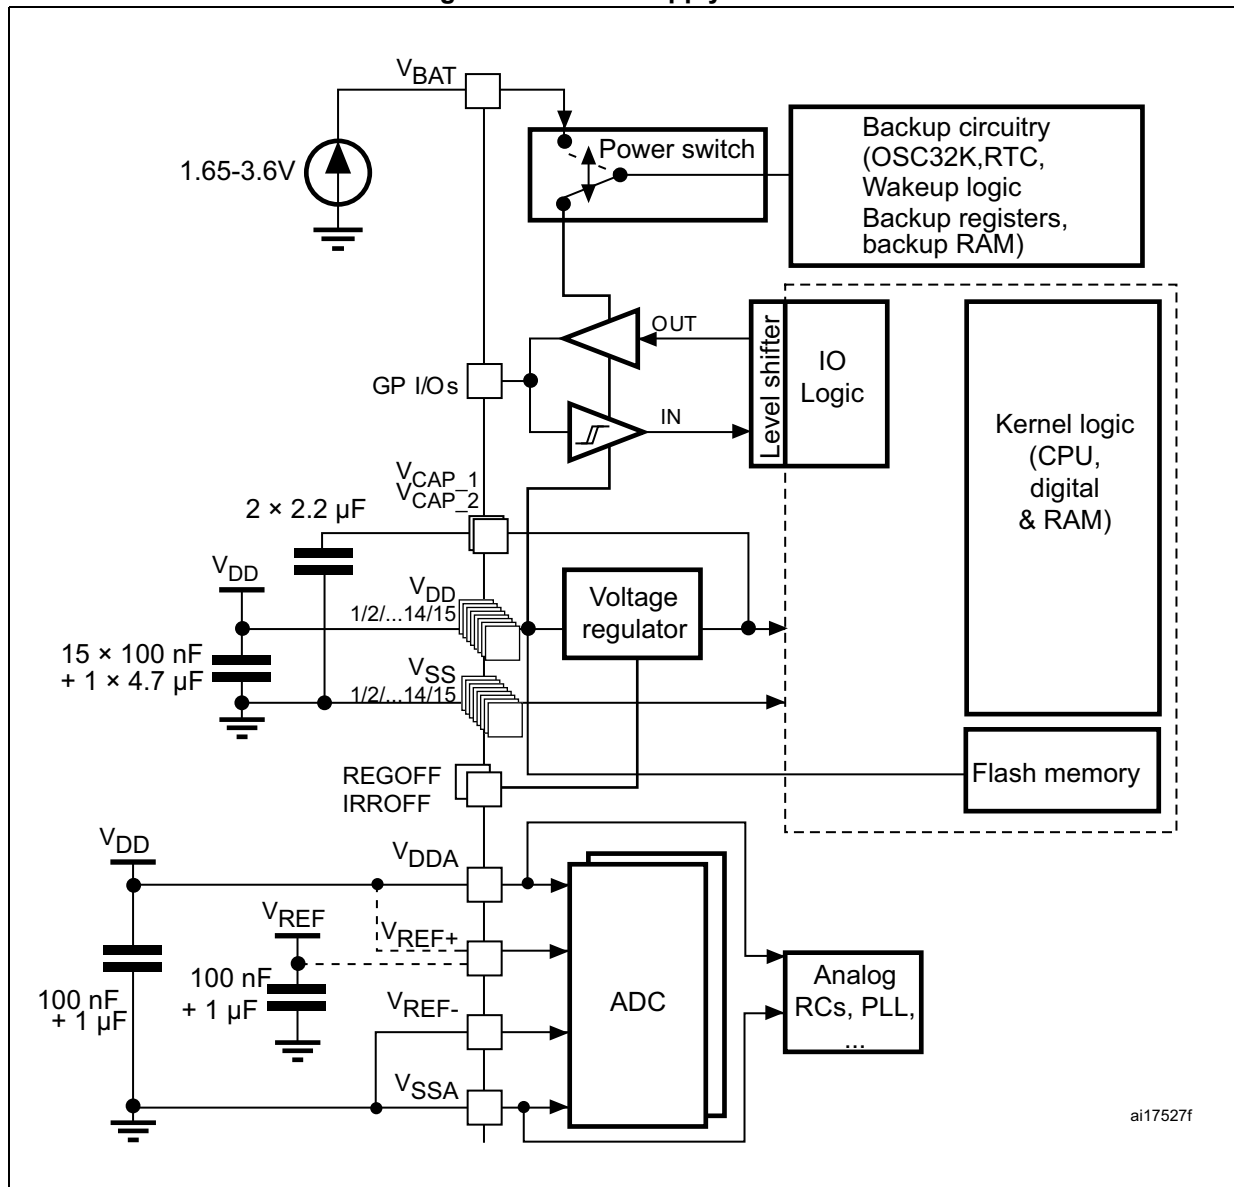 VBAT
1.65-3.6V
Power switch
Backup circuitry
(OSC32K,RTC,
Wakeup logic
Backup registers,
backup RAM)
OUT
GP I/Os
IN
Level shifter
IO
Logic
Kernel logic
(CPU,
digital
& RAM)
VCAP_1
VCAP_2
2 × 2.2 µF
VDD
VDD
1/2/...14/15
Voltage
regulator
15 × 100 nF
+ 1 × 4.7 µF
VSS
1/2/...14/15
REGOFF
IRROFF
Flash memory
VDD
VDDA
VREF
VREF+
100 nF
+ 1 µF
100 nF
+ 1 µF
VREF-
ADC
Analog
RCs, PLL,
...
VSSA
ai17527f